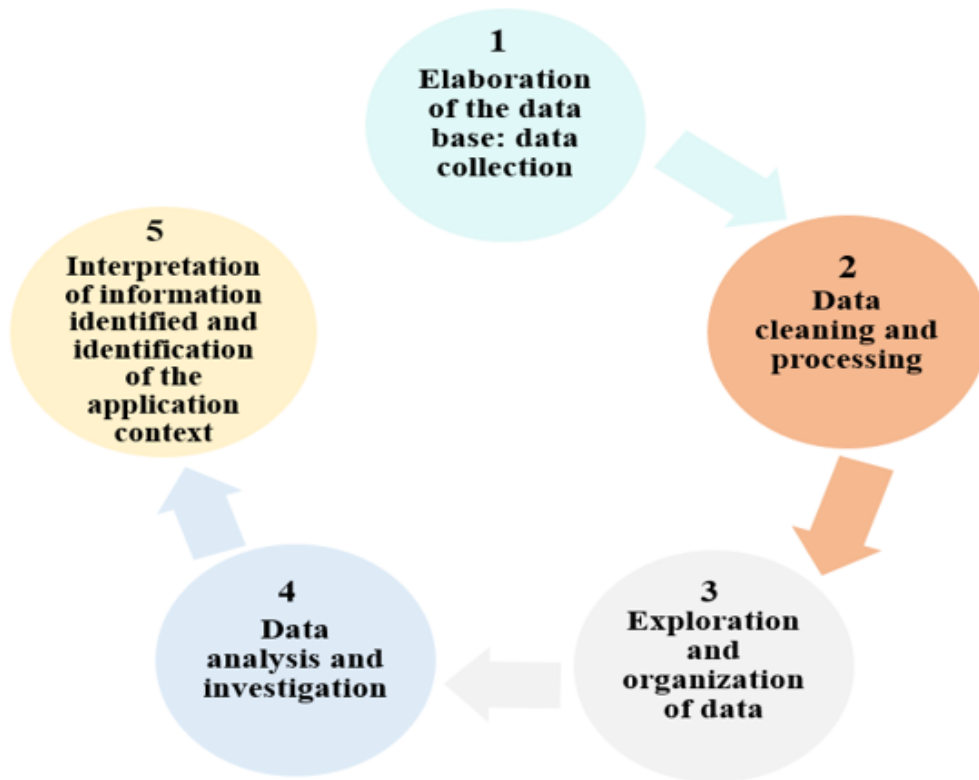 1
Elaboration
of the data
base: data
collection
2
Data
cleaning and
processing
3
Exploration
and
organization
of data
4
Data
analysis and
investigation
5
Interpretation
of information
identified and
identification
of the
application
context